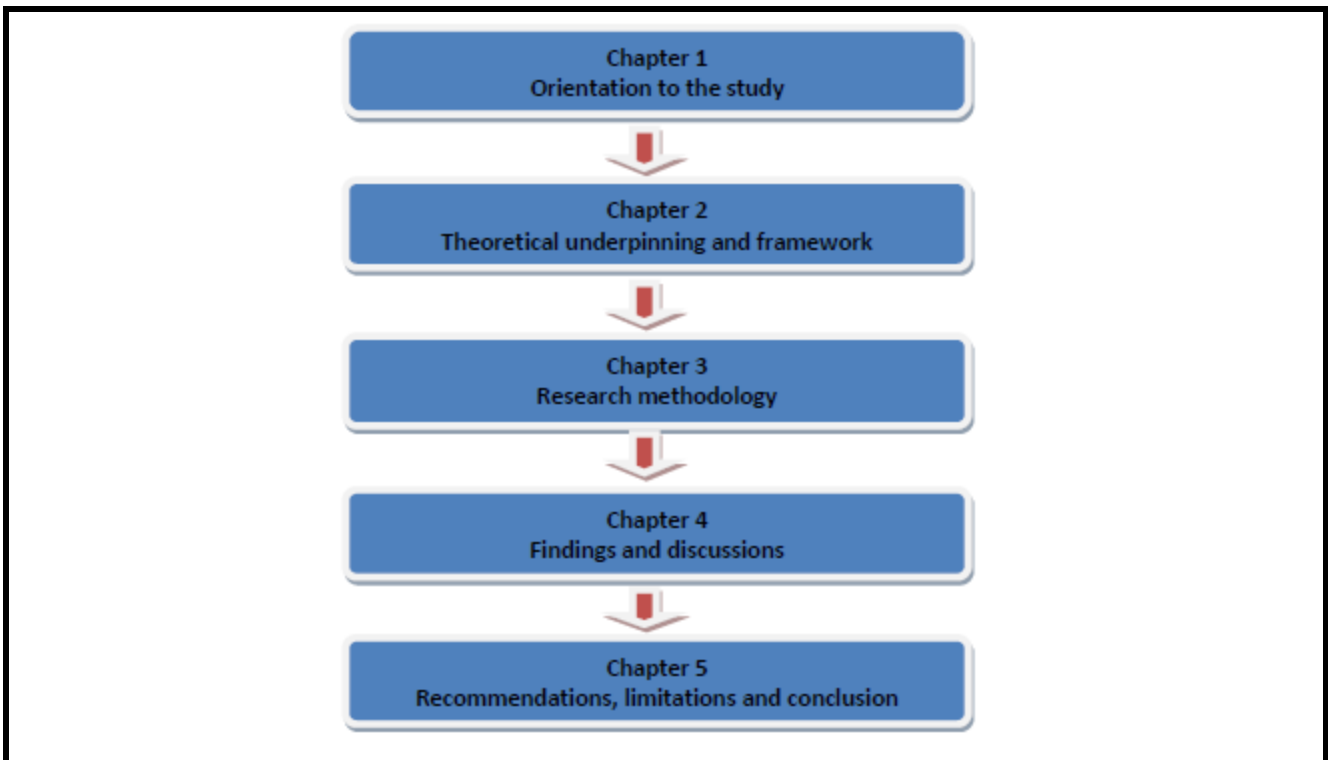 Chapter 1
Orientation to the study
Chapter 2
Theoretical underpinning and framework
Chapter 3
Research methodology
Chapter 4
Findings and discussions
Chapter 5
Recommendations, limitations and conclusion